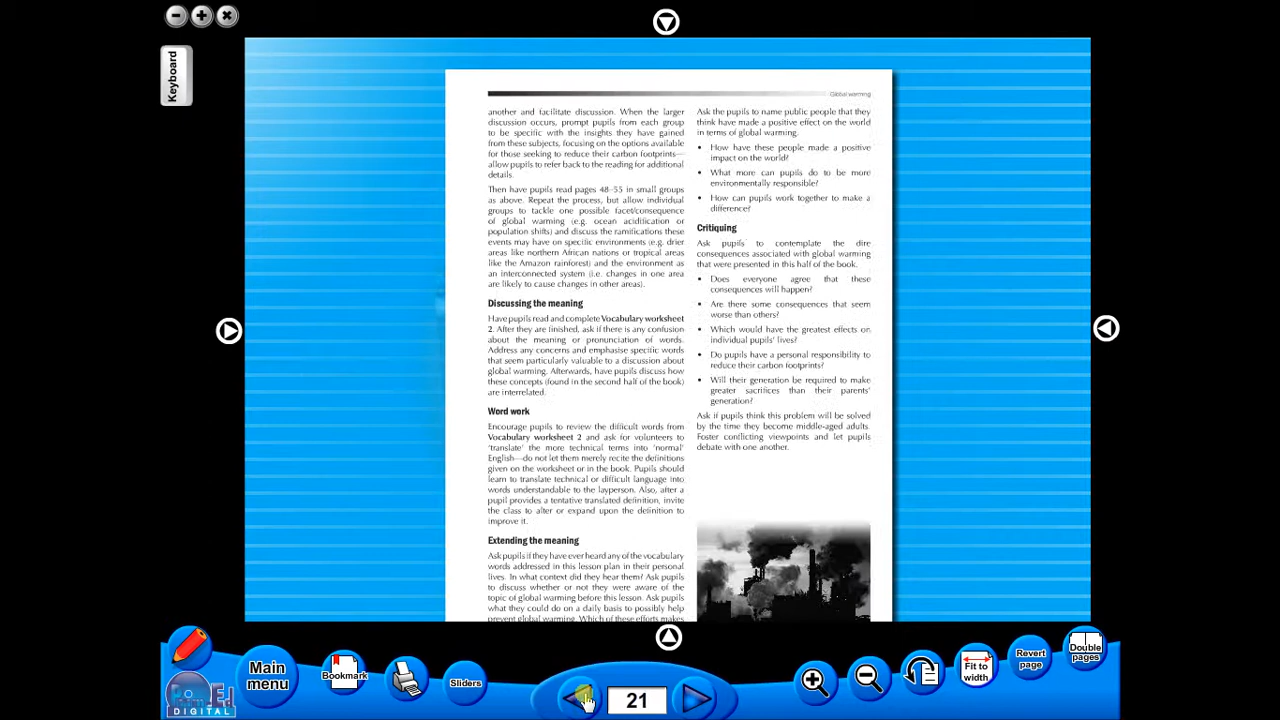 Keyboard
Global warming
another and facilitate discussion. When the larger
discussion occurs, prompt pupils from each group
to be specific with the insights they have gained
from these subjects, focusing on the options available
for those seeking to reduce their carbon footprints—
allow pupils to refer back to the reading for additional
details.
Then have pupils read pages 48–55 in small groups
as above. Repeat the process, but allow individual
groups to tackle one possible facet/consequence
of global warming (e.g. ocean acidification or
population shifts) and discuss the ramifications these
events may have on specific environments (e.g. drier
areas like northern African nations or tropical areas
like the Amazon rainforest) and the environment as
an interconnected system (i.e. changes in one area
are likely to cause changes in other areas).
Discussing the meaning
Have pupils read and complete Vocabulary worksheet
2. After they are finished, ask if there is any confusion
about the meaning or pronunciation of words.
Address any concerns and emphasise specific words
that seem particularly valuable to a discussion about
global warming. Afterwards, have pupils discuss how
these concepts (found in the second half of the book)
are interrelated.
Word work
Encourage pupils to review the difficult words from
Vocabulary worksheet 2 and ask for volunteers to
‘translate’ the more technical terms into ‘normal’
English—do not let them merely recite the definitions
given on the worksheet or in the book. Pupils should
learn to translate technical or difficult language into
words understandable to the layperson. Also, after a
pupil provides a tentative translated definition, invite
the class to alter or expand upon the definition to
improve it.
Extending the meaning
Ask pupils if they have ever heard any of the vocabulary
words addressed in this lesson plan in their personal
lives. In what context did they hear them? Ask pupils
to discuss whether or not they were aware of the
topic of global warming before this lesson. Ask pupils
what they could do on a daily basis to possibly help
prevent global warming. Which of these efforts makes
Ask the pupils to name public people that they
think have made a positive effect on the world
in terms of global warming.
• How have these people made a positive
impact on the world?
• What more can pupils do to be more
environmentally responsible?
• How can pupils work together to make a
difference?
Critiquing
Ask pupils to contemplate the dire
consequences associated with global warming
that were presented in this half of the book.
• Does everyone agree that these
consequences will happen?
• Are there some consequences that seem
worse than others?
• Which would have the greatest effects on
individual pupils’ lives?
• Do pupils have a personal responsibility to
reduce their carbon footprints?
• Will their generation be required to make
greater sacrifices than their parents’
generation?
Ask if pupils think this problem will be solved
by the time they become middle-aged adults.
Foster conflicting viewpoints and let pupils
debate with one another.
Main
menu
Bookmark
Sliders
21
Fit to
width
Revert
page
Double
pages
DIGITAL